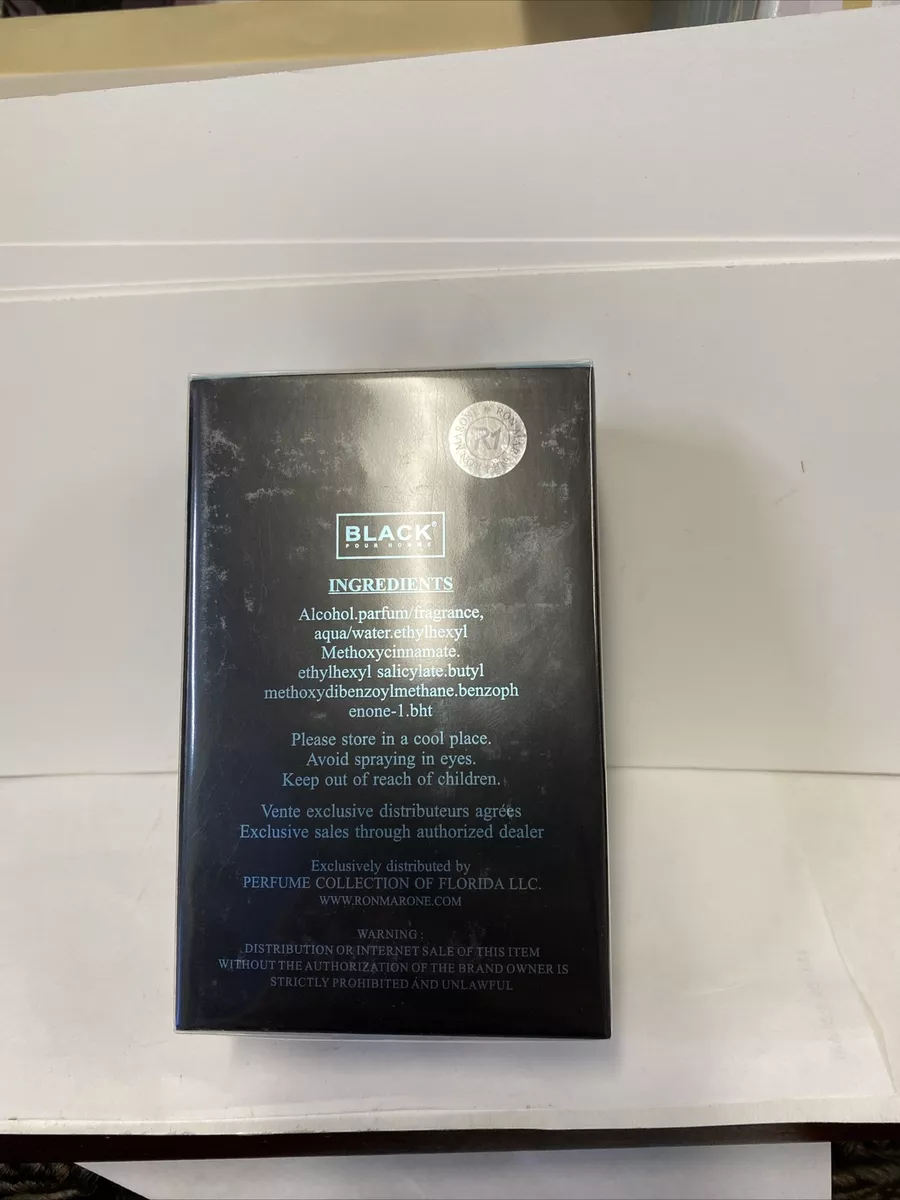 RON MARONE
BLACK®
POUR HOMME
INGREDIENTS
Alcohol.parfum/fragrance,
aqua/water.ethylhexyl
Methoxycinnamate.
ethylhexyl salicylate.butyl
methoxydibenzoylmethane.benzoph
enone-1.bht
Please store in a cool place.
Avoid spraying in eyes.
Keep out of reach of children.
Vente exclusive distributeurs agrées
Exclusive sales through authorized dealer
Exclusively distributed by
PERFUME COLLECTION OF FLORIDA LLC.
WWW.RONMARONE.COM
WARNING :
DISTRIBUTION OR INTERNET SALE OF THIS ITEM
WITHOUT THE AUTHORIZATION OF THE BRAND OWNER IS
STRICTLY PROHIBITED AND UNLAWFUL